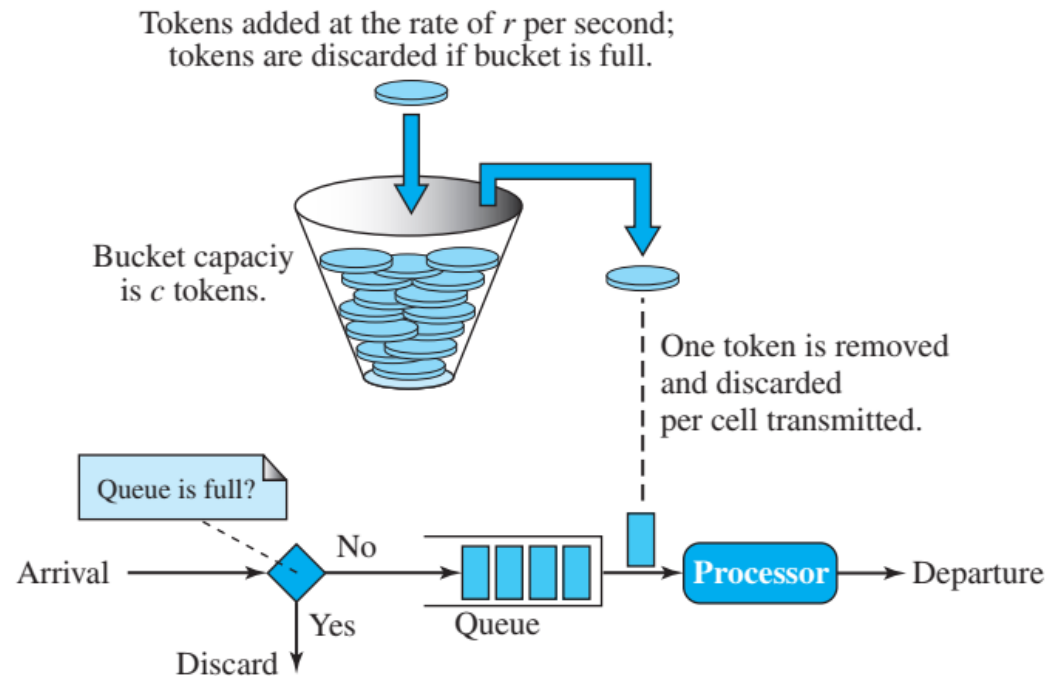 Tokens added at the rate of r per second;
tokens are discarded if bucket is full.
Bucket capaciy
is c tokens.
One token is removed
and discarded
per cell transmitted.
Queue is full?
Arrival
No
Yes
Discard
Queue
Processor
Departure